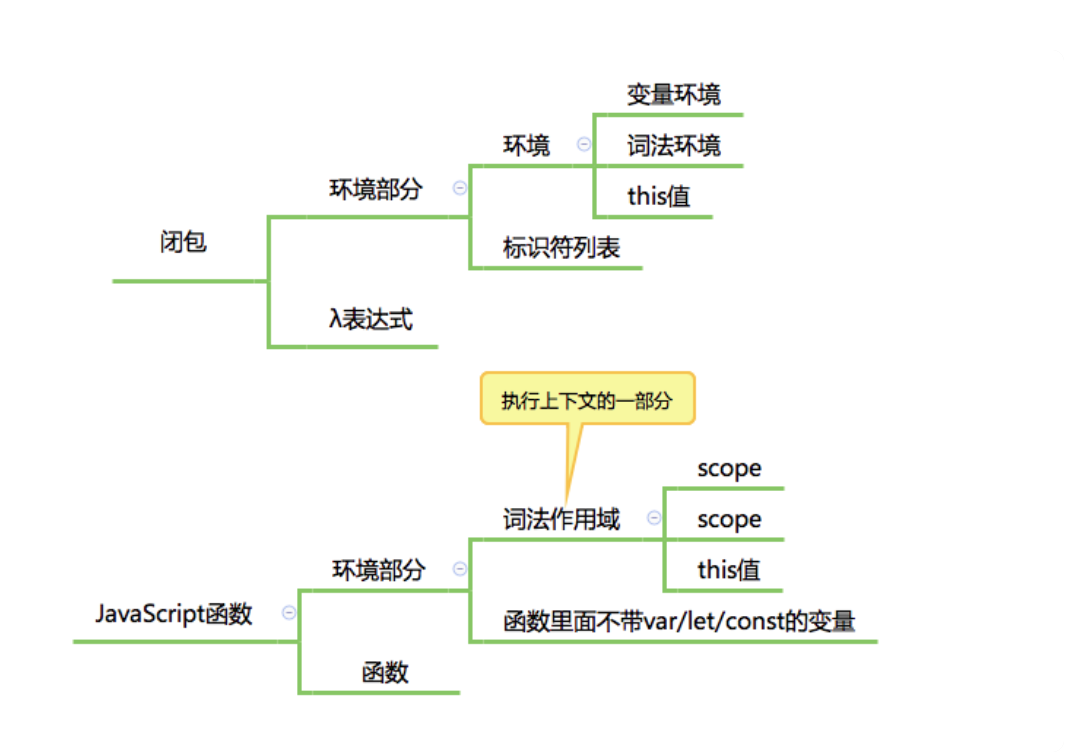 变量环境
环境
词法环境
环境部分
this值
闭包
标识符列表
λ表达式
执行上下文的一部分
scope
词法作用域
scope
环境部分
this值
JavaScript函数
函数里面不带var/let/const的变量
函数